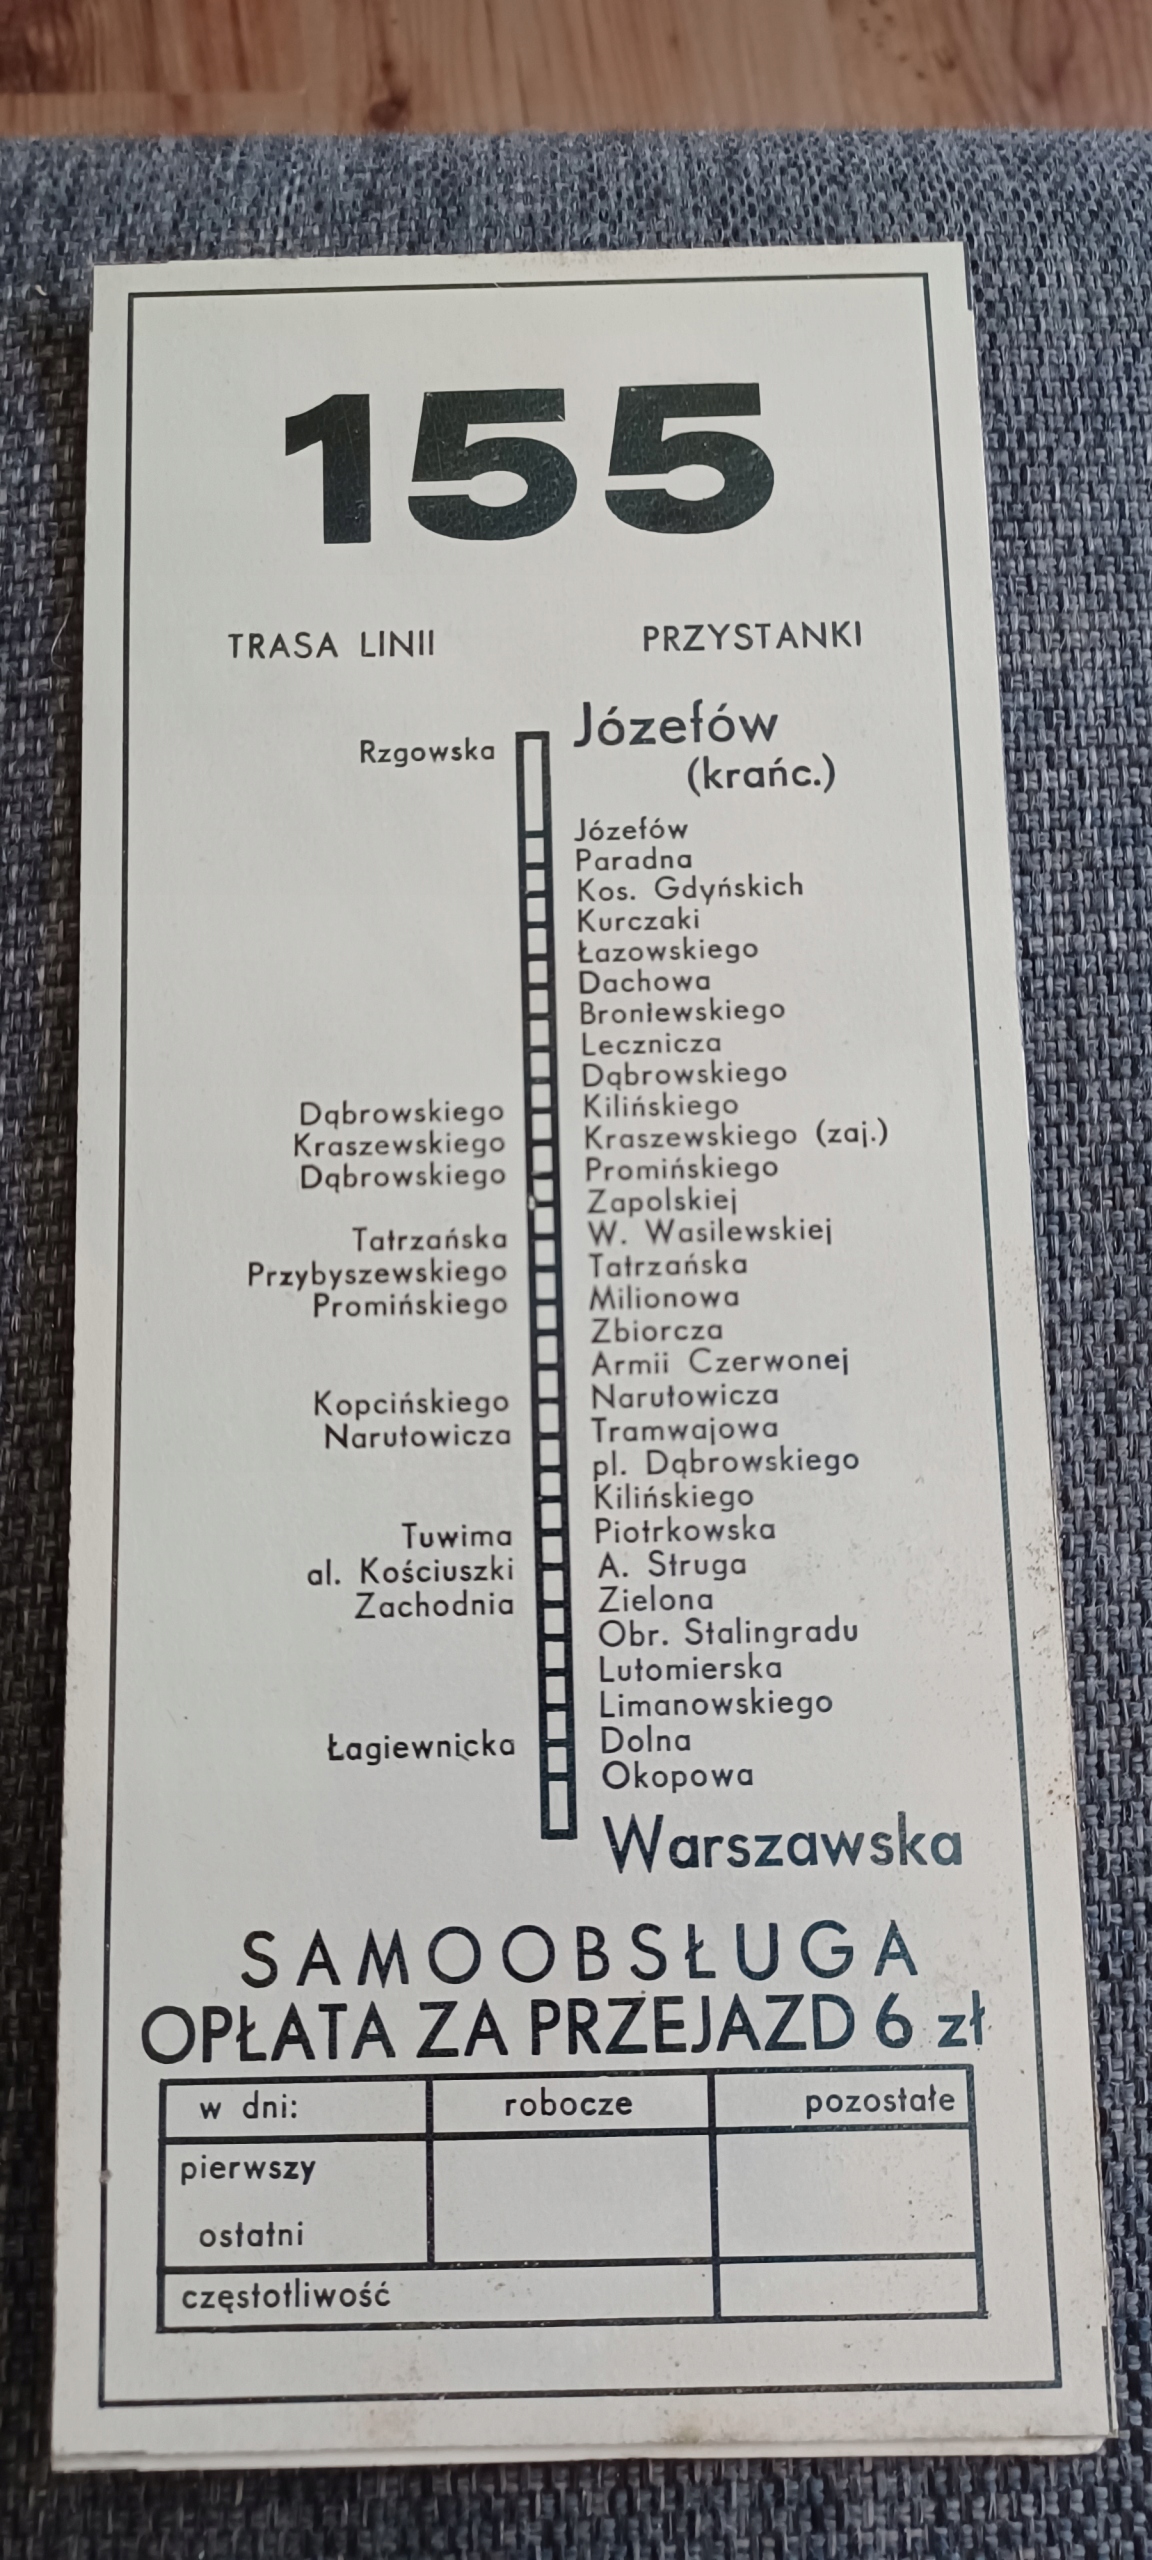 155
TRASA LINII PRZYSTANKI
Rzgowska Józefów
(krańc.)
Józefów
Paradna
Kos. Gdyńskich
Kurczaki
Łazowskiego
Dachowa
Broniewskiego
Lecznicza
Dąbrowskiego
Dąbrowskiego Kilińskiego
Kraszewskiego Kraszewskiego (zaj.)
Dąbrowskiego Promińskiego
Zapolskiej
Tatrzańska W. Wasilewskiej
Przybyszewskiego Tatrzańska
Promińskiego Milionowa
Zbiorcza
Armii Czerwonej
Kopcińskiego Narutowicza
Narutowicza Tramwajowa
pl. Dąbrowskiego
Kilińskiego
Tuwima Piotrkowska
al. Kościuszki A. Struga
Zachodnia Zielona
Obr. Stalingradu
Lutomierska
Limanowskiego
Łagiewnicka Dolna
Okopowa
Warszawska
SAMOOBSŁUGA
OPŁATA ZA PRZEJAZD 6 zł
w dni: robocze pozostałe
pierwszy
ostatni
częstotliwość